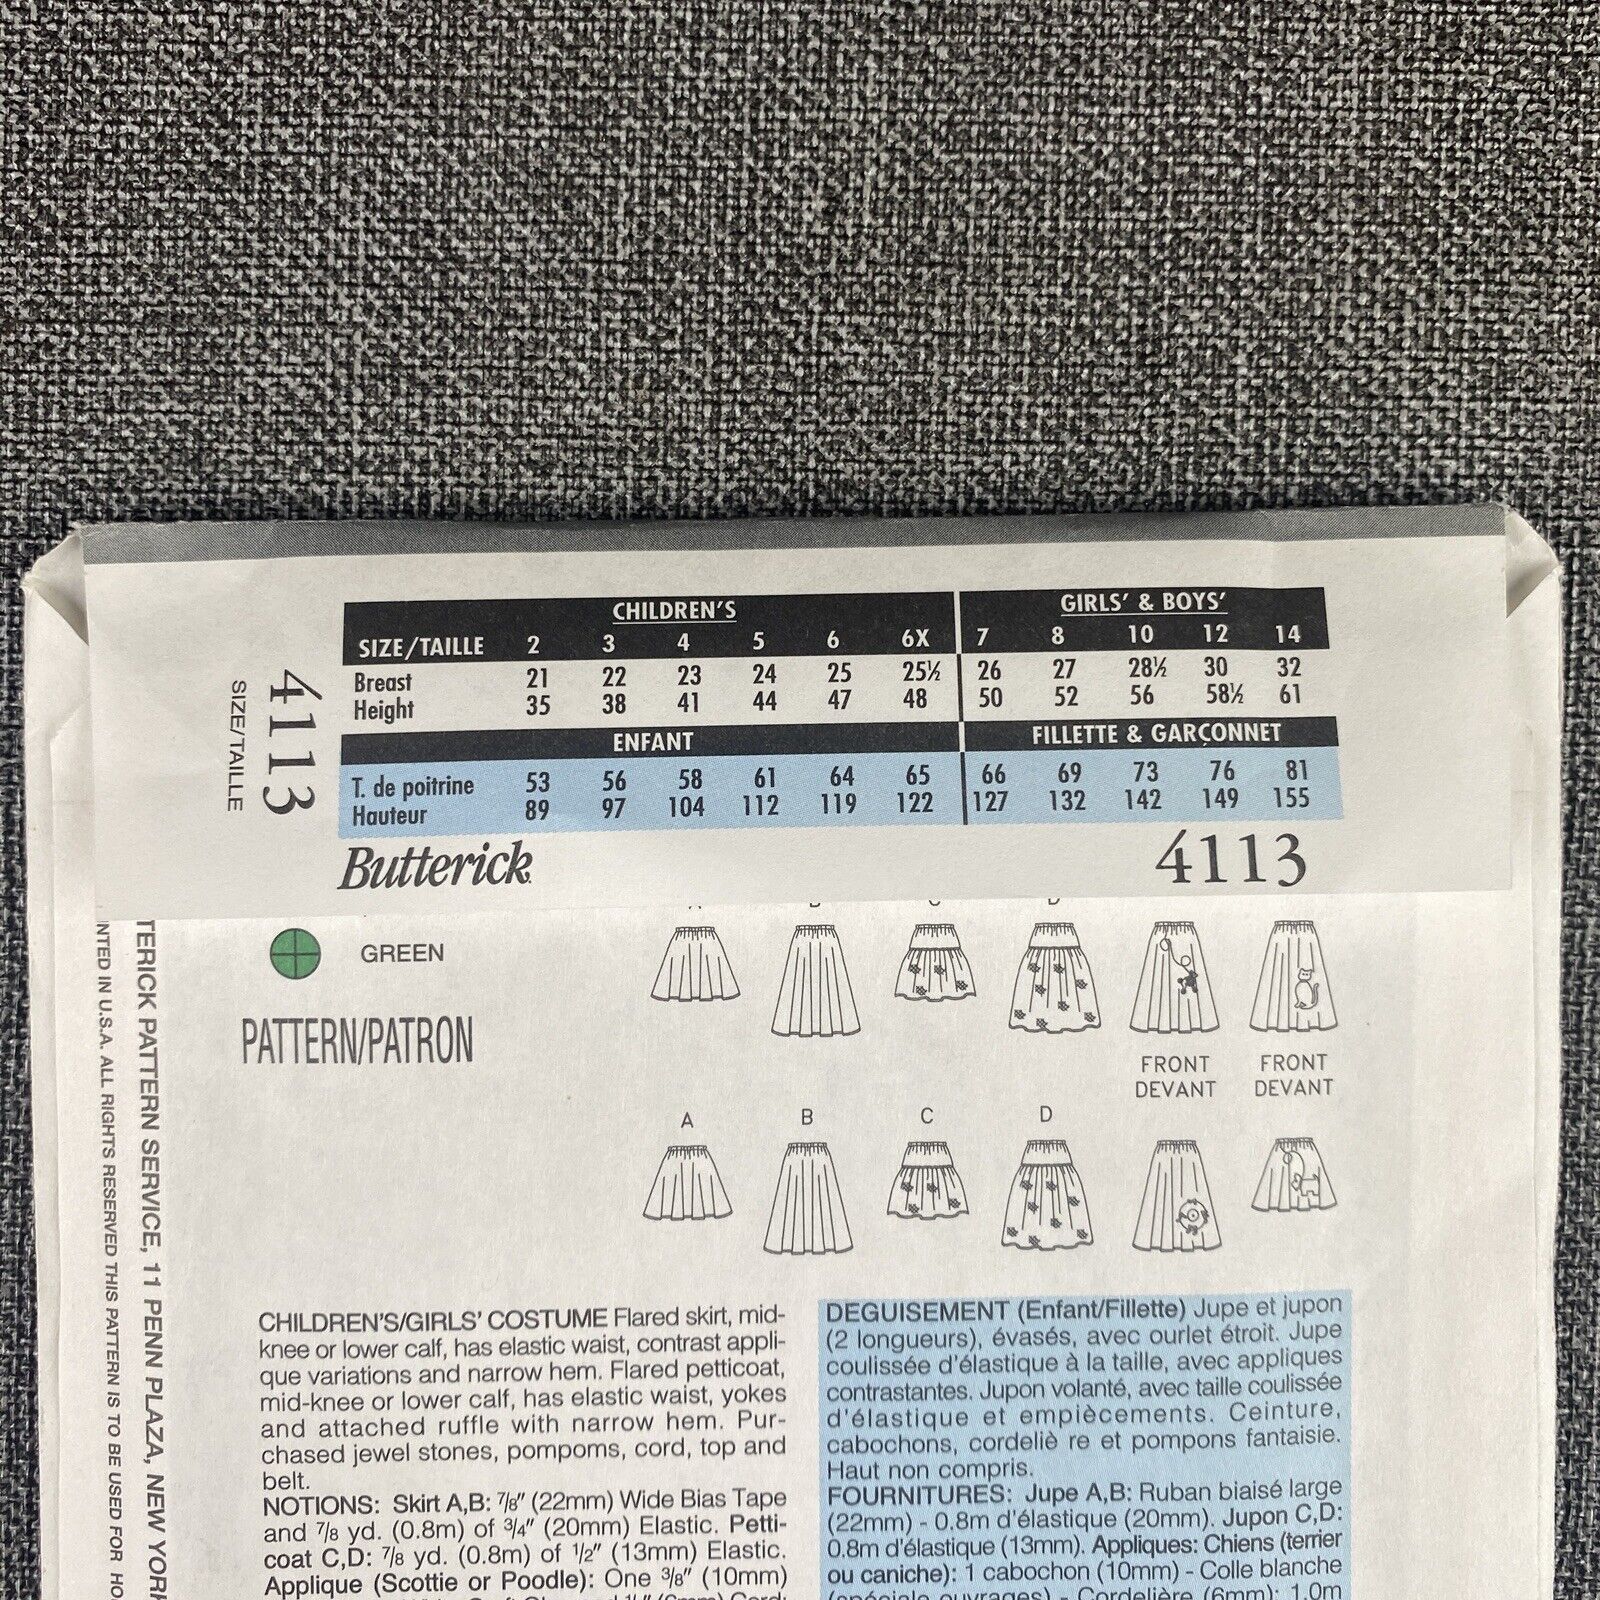 CHILDREN'S GIRLS' & BOYS'
SIZE/TAILLE 2 3 4 5 6 6X 7 8 10 12 14
Breast 21 22 23 24 25 25½ 26 27 28½ 30 32
Height 35 38 41 44 47 48 50 52 56 58½ 61
ENFANT FILLETTE & GARÇONNET
T. de poitrine 53 56 58 61 64 65 66 69 73 76 81
Hauteur 89 97 104 112 119 122 127 132 142 149 155
Butterick 4113
4113
SIZE/TAILLE
GREEN
PATTERN/PATRON
FRONT FRONT
DEVANT DEVANT
A B C D
TERICK PATTERN SERVICE, 11 PENN PLAZA, NEW YORK
NTED IN U.S.A. ALL RIGHTS RESERVED THIS PATTERN IS TO BE USED FOR HO
CHILDREN'S/GIRLS' COSTUME Flared skirt, mid-
knee or lower calf, has elastic waist, contrast appli-
que variations and narrow hem. Flared petticoat,
mid-knee or lower calf, has elastic waist, yokes
and attached ruffle with narrow hem. Pur-
chased jewel stones, pompoms, cord, top and
belt.
NOTIONS: Skirt A,B: 7/8" (22mm) Wide Bias Tape
and 7/8 yd. (0.8m) of 3/4" (20mm) Elastic. Petti-
coat C,D: 7/8 yd. (0.8m) of 1/2" (13mm) Elastic.
Applique (Scottie or Poodle): One 3/8" (10mm)
DEGUISEMENT (Enfant/Fillette) Jupe et jupon
(2 longueurs), évasés, avec ourlet étroit. Jupe
coulissée d'élastique à la taille, avec appliques
contrastantes. Jupon volanté, avec taille coulissée
d'élastique et empiècements. Ceinture,
cabochons, cordeliè re et pompons fantaisie.
Haut non compris.
FOURNITURES: Jupe A,B: Ruban biaisé large
(22mm) - 0.8m d'élastique (20mm). Jupon C,D:
0.8m d'élastique (13mm). Appliques: Chiens (terrier
ou caniche): 1 cabochon (10mm) - Colle blanche
(spéciale ouvrages) - Cordelière (6mm): 1.0m